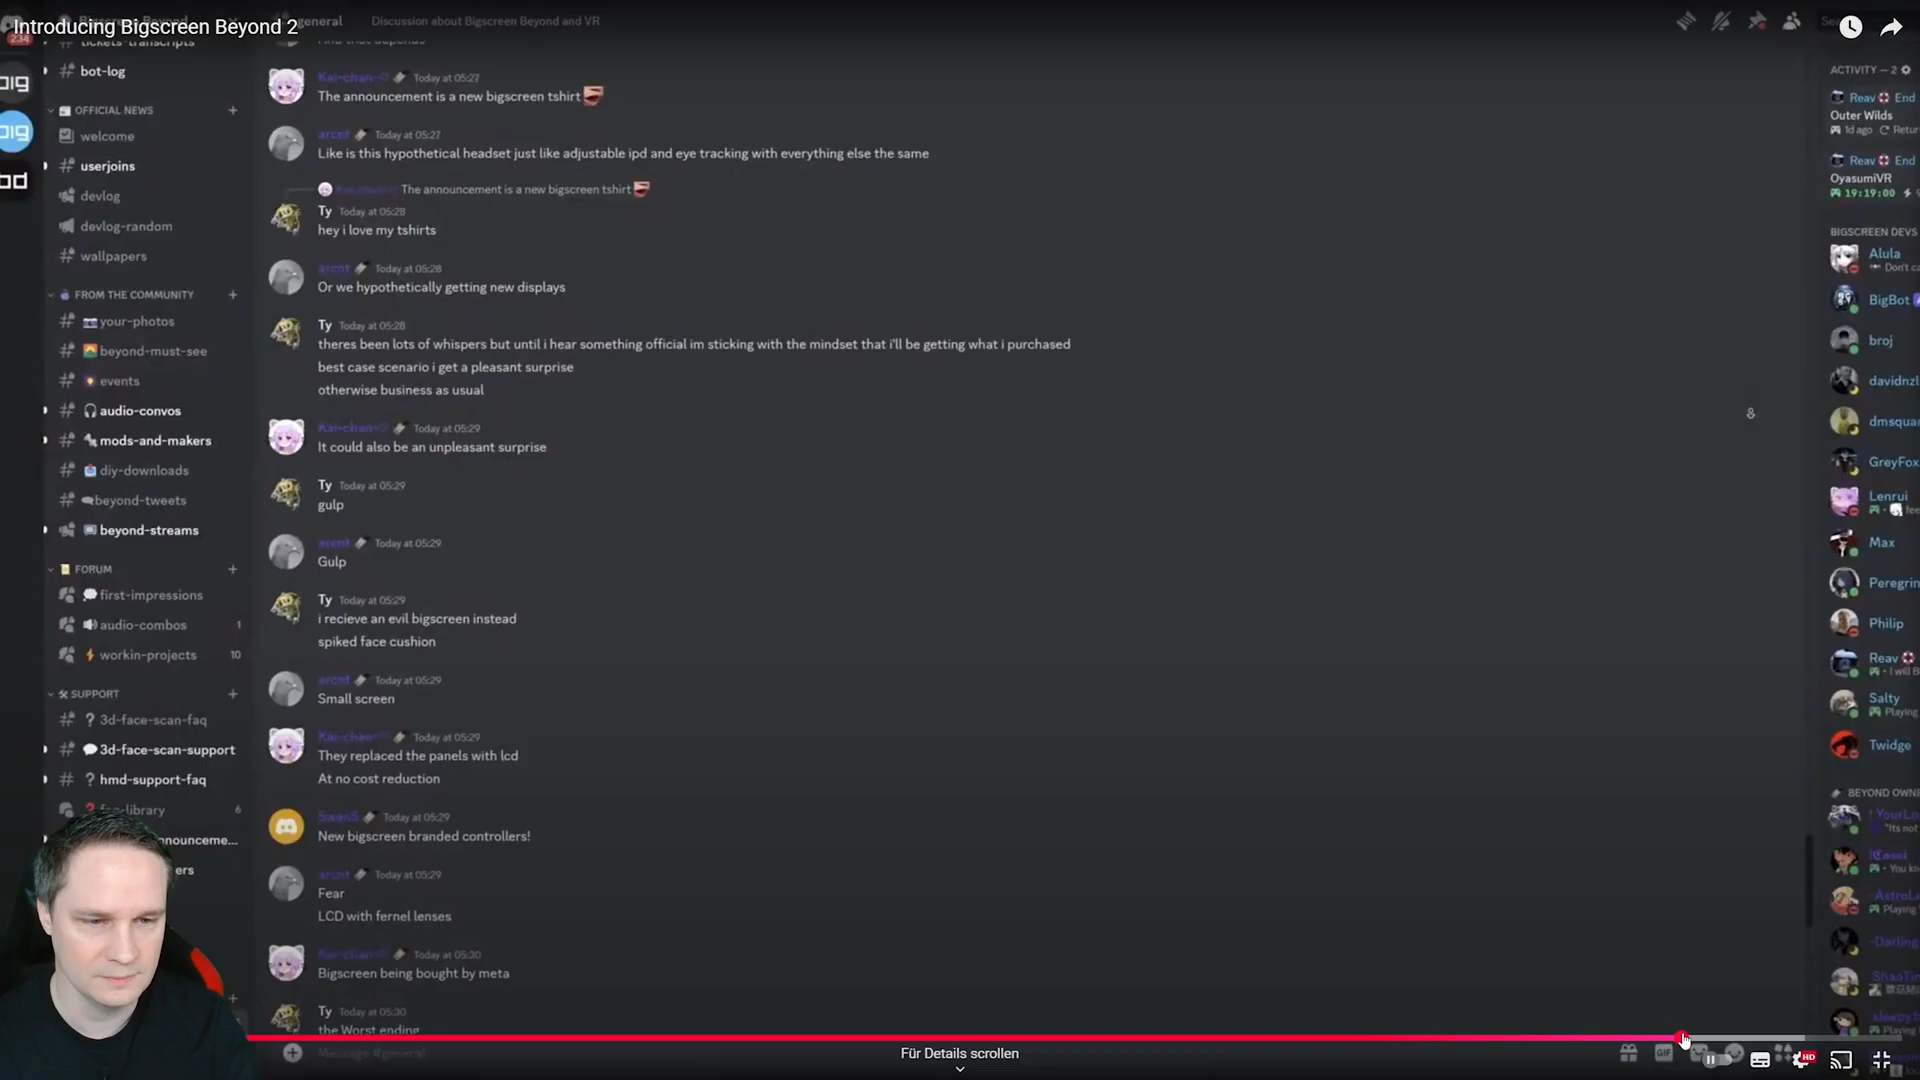 Introducing Bigscreen Beyond 2
general
Discussion about Bigscreen Beyond and VR
234
tickets-transcripts
bot-log
OFFICIAL NEWS
welcome
userjoins
devlog
devlog-random
wallpapers
FROM THE COMMUNITY
your-photos
beyond-must-see
events
audio-convos
mods-and-makers
diy-downloads
beyond-tweets
beyond-streams
FORUM
first-impressions
audio-combos 1
workin-projects 10
SUPPORT
3d-face-scan-faq
3d-face-scan-support
hmd-support-faq
library 6
nounceme...
ers
big
big
bd
Kai-chan Today at 05:27
The announcement is a new bigscreen tshirt
arcnt Today at 05:27
Like is this hypothetical headset just like adjustable ipd and eye tracking with everything else the same
The announcement is a new bigscreen tshirt
Ty Today at 05:28
hey i love my tshirts
arcnt Today at 05:28
Or we hypothetically getting new displays
Ty Today at 05:28
theres been lots of whispers but until i hear something official im sticking with the mindset that i'll be getting what i purchased
best case scenario i get a pleasant surprise
otherwise business as usual
Kai-chan Today at 05:29
It could also be an unpleasant surprise
Ty Today at 05:29
gulp
arcnt Today at 05:29
Gulp
Ty Today at 05:29
i recieve an evil bigscreen instead
spiked face cushion
arcnt Today at 05:29
Small screen
Kai-chan Today at 05:29
They replaced the panels with lcd
At no cost reduction
SwanS Today at 05:29
New bigscreen branded controllers!
arcnt Today at 05:29
Fear
LCD with fernel lenses
Kai-chan Today at 05:30
Bigscreen being bought by meta
Ty Today at 05:30
the Worst ending
Message #general
Für Details scrollen
GIF
HD
ACTIVITY — 2
Reav End
Outer Wilds
1d ago Retur
Reav End
OyasumiVR
19:19:00
BIGSCREEN DEVS
Alula
Don't ca
BigBot
broj
davidnzl
dmsquar
GreyFox
Lenrui
fee
Max
Peregrin
Philip
Reav
I will B
Salty
Playing
Twidge
BEYOND OWNE
YourLo
"Its not
Cossi
You kn
AstroL
Playing
-Darling
ShaoTin
sleepy.
Playing